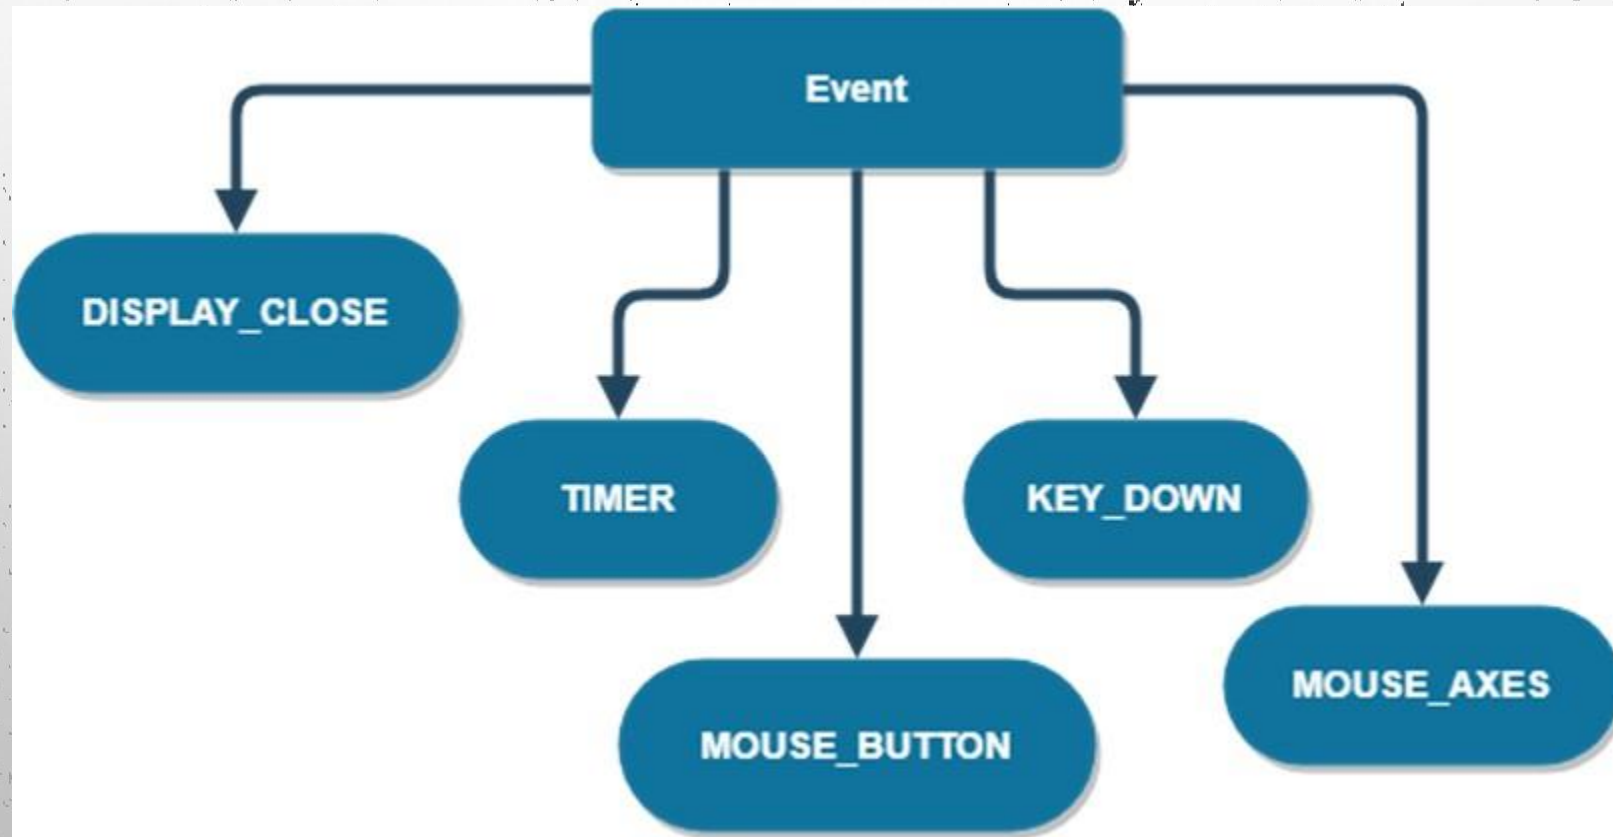 Event
DISPLAY_CLOSE
TIMER
KEY_DOWN
MOUSE_AXES
MOUSE_BUTTON